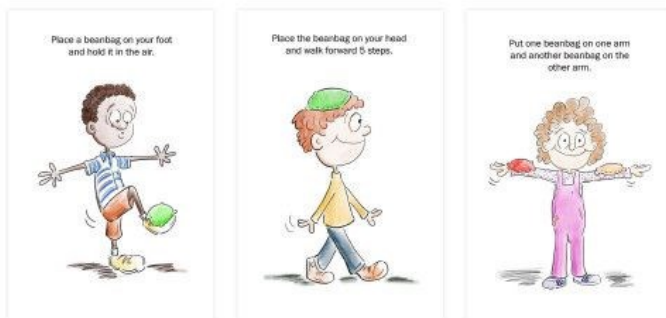 Place a beanbag on your foot
and hold it in the air.
Place the beanbag on your head
and walk forward 5 steps.
Put one beanbag on one arm
and another beanbag on the
other arm.